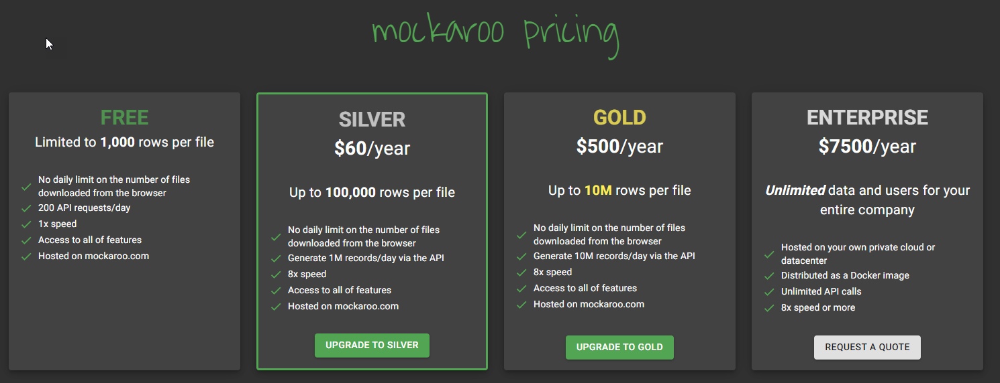 mockaroo pricing
FREE
Limited to 1,000 rows per file
No daily limit on the number of files
downloaded from the browser
200 API requests/day
1x speed
Access to all of features
Hosted on mockaroo.com
SILVER
$60/year
Up to 100,000 rows per file
No daily limit on the number of files
downloaded from the browser
Generate 1M records/day via the API
8x speed
Access to all of features
Hosted on mockaroo.com
UPGRADE TO SILVER
GOLD
$500/year
Up to 10M rows per file
No daily limit on the number of files
downloaded from the browser
Generate 10M records/day via the API
8x speed
Access to all of features
Hosted on mockaroo.com
UPGRADE TO GOLD
ENTERPRISE
$7500/year
Unlimited data and users for your
entire company
Hosted on your own private cloud or
datacenter
Distributed as a Docker image
Unlimited API calls
8x speed or more
REQUEST A QUOTE